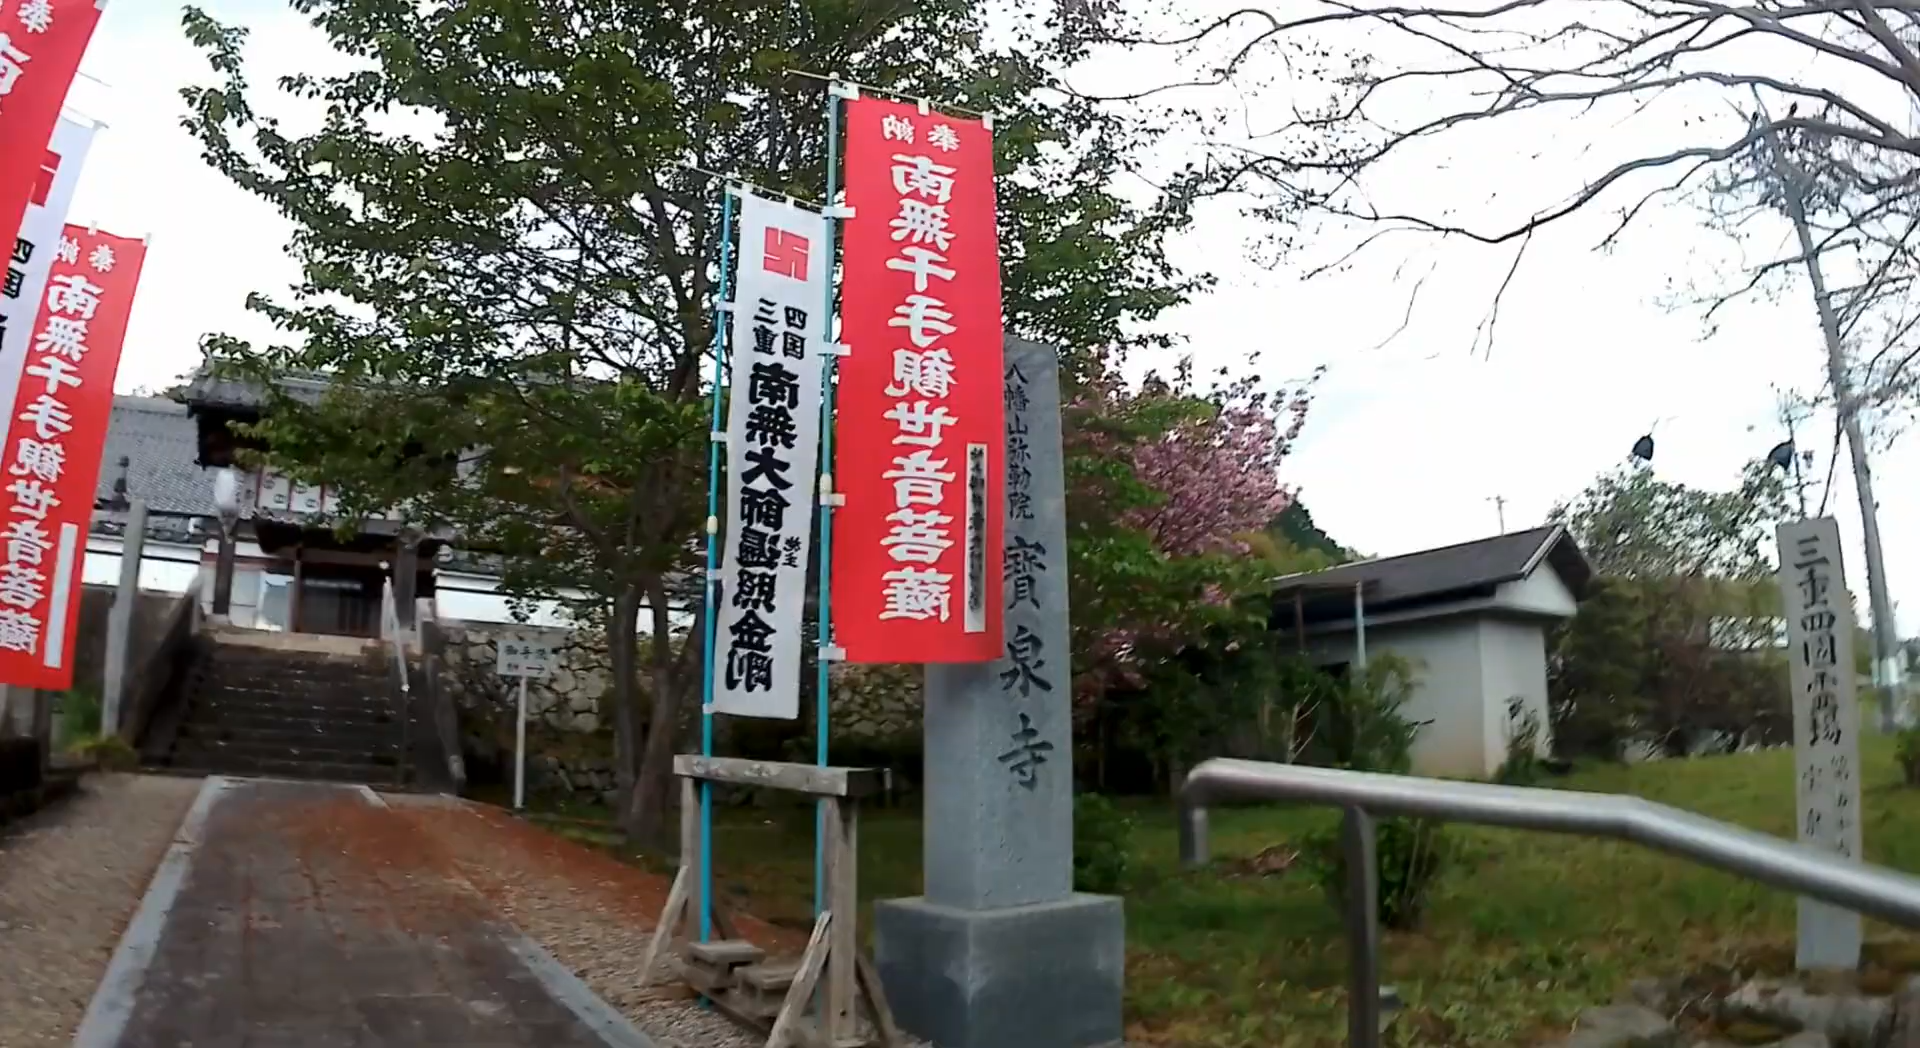 奉納
南無千手観世音菩薩
四国
三重
南無大師遍照金剛
奉納
南無千手観世音菩薩
八幡山弥勒院
寳泉寺
三重四国霊場